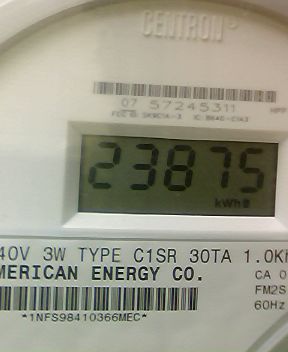 CENTRON®
07 57245311
23875
kWh
40V 3W TYPE C1SR 30TA 1.0Kh
MERICAN ENERGY CO.
CA 0
FM2S
60Hz
*1NFS98410366MEC*